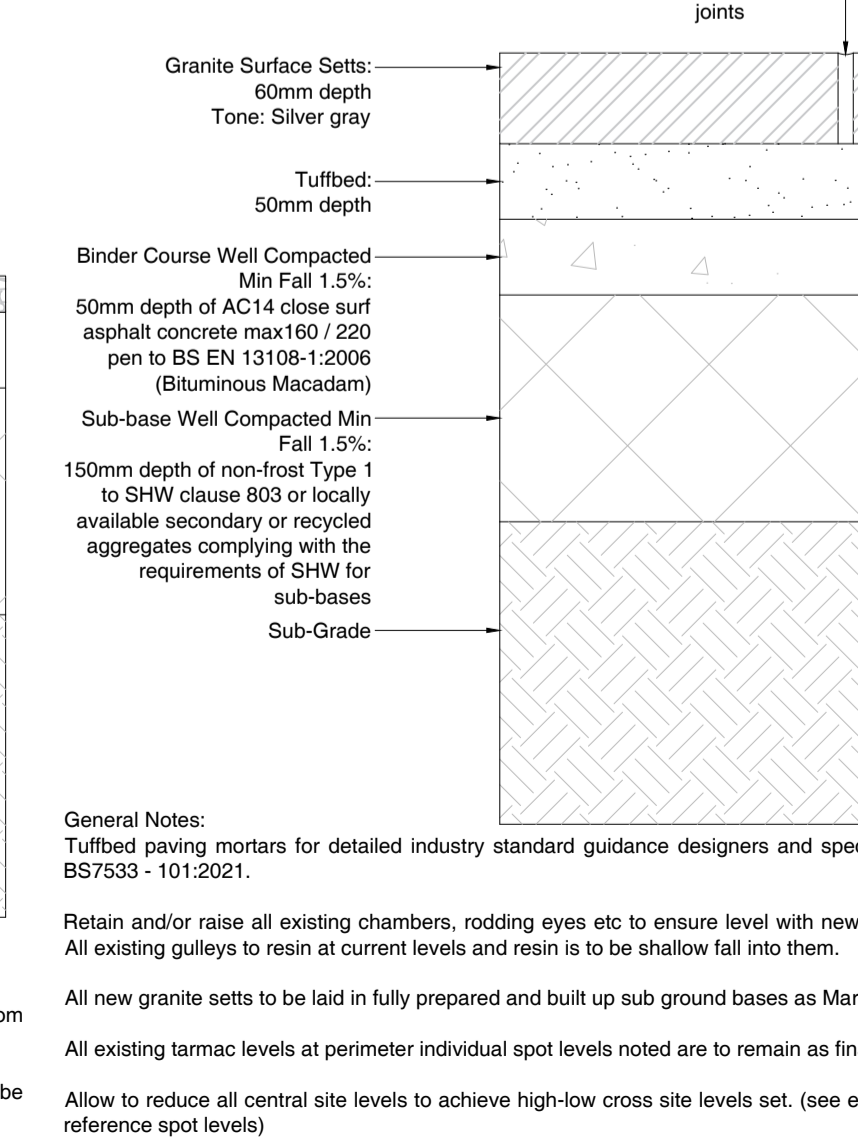 joints
Granite Surface Setts:
60mm depth
Tone: Silver gray
Tuffbed:
50mm depth
Binder Course Well Compacted
Min Fall 1.5%:
50mm depth of AC14 close surf
asphalt concrete max160 / 220
pen to BS EN 13108-1:2006
(Bituminous Macadam)
Sub-base Well Compacted Min
Fall 1.5%:
150mm depth of non-frost Type 1
to SHW clause 803 or locally
available secondary or recycled
aggregates complying with the
requirements of SHW for
sub-bases
Sub-Grade
General Notes:
Tuffbed paving mortars for detailed industry standard guidance designers and
BS7533 - 101:2021.
Retain and/or raise all existing chambers, rodding eyes etc to ensure level with new
All existing gulleys to resin at current levels and resin is to be shallow fall into them.
All new granite setts to be laid in fully prepared and built up sub ground bases as
All existing tarmac levels at perimeter individual spot levels noted are to remain as
Allow to reduce all central site levels to achieve high-low cross site levels set. (see
reference spot levels)
be